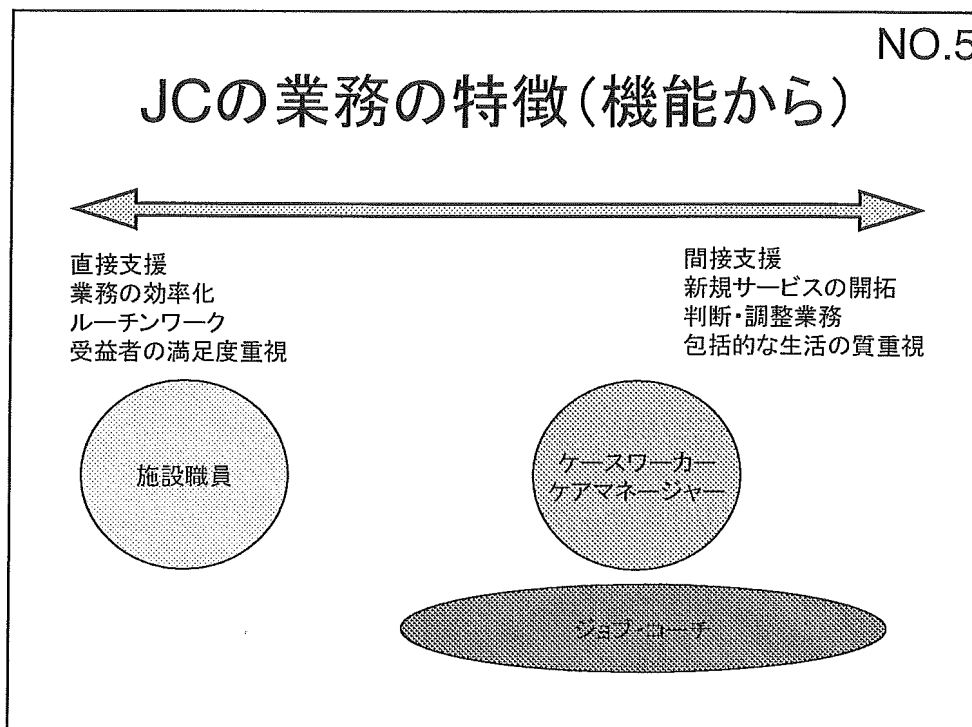 NO.5
JCの業務の特徴(機能から)
直接支援
業務の効率化
ルーチンワーク
受益者の満足度重視
間接支援
新規サービスの開拓
判断・調整業務
包括的な生活の質重視
施設職員
ケースワーカー
ケアマネージャー
ジョブ・コーチ